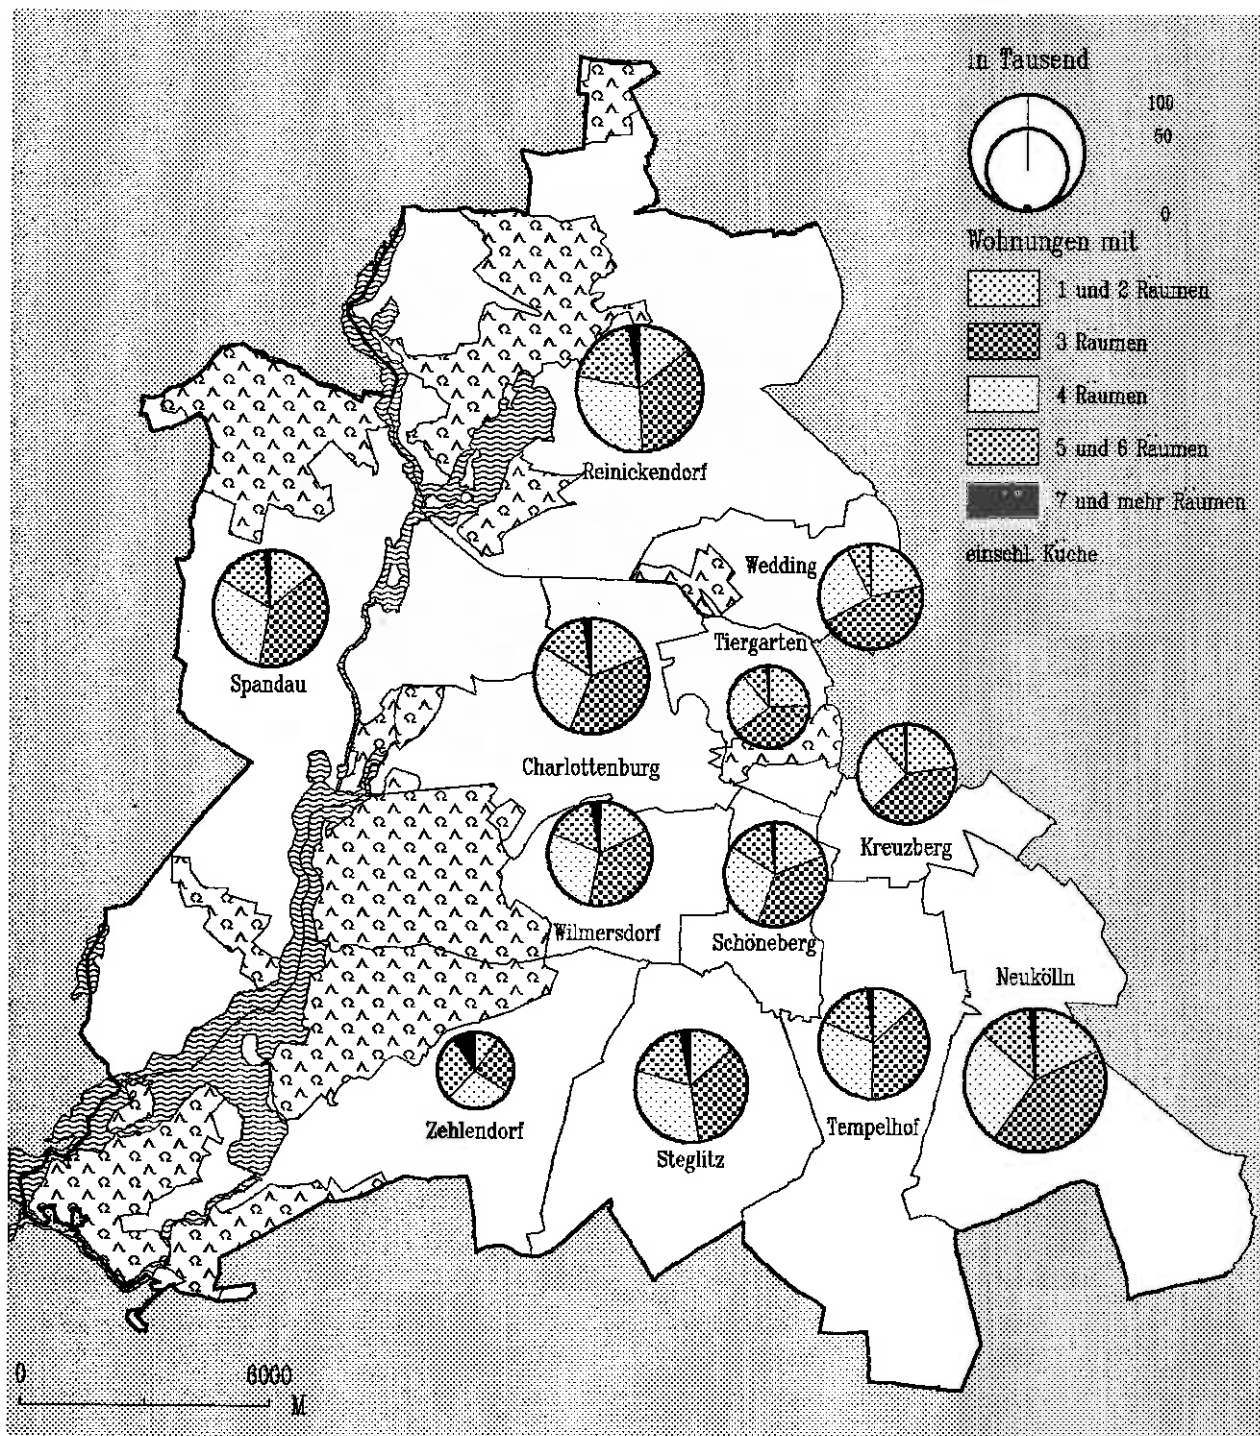 in Tausend
100
50
0
Wohnungen mit
1 und 2 Räumen
3 Räumen
4 Räumen
5 und 6 Räumen
7 und mehr Räumen
einschl. Küche
Reinickendorf
Wedding
Tiergarten
Spandau
Charlottenburg
Kreuzberg
Wilmersdorf
Schöneberg
Neukölln
Zehlendorf
Steglitz
Tempelhof
0 6000
M